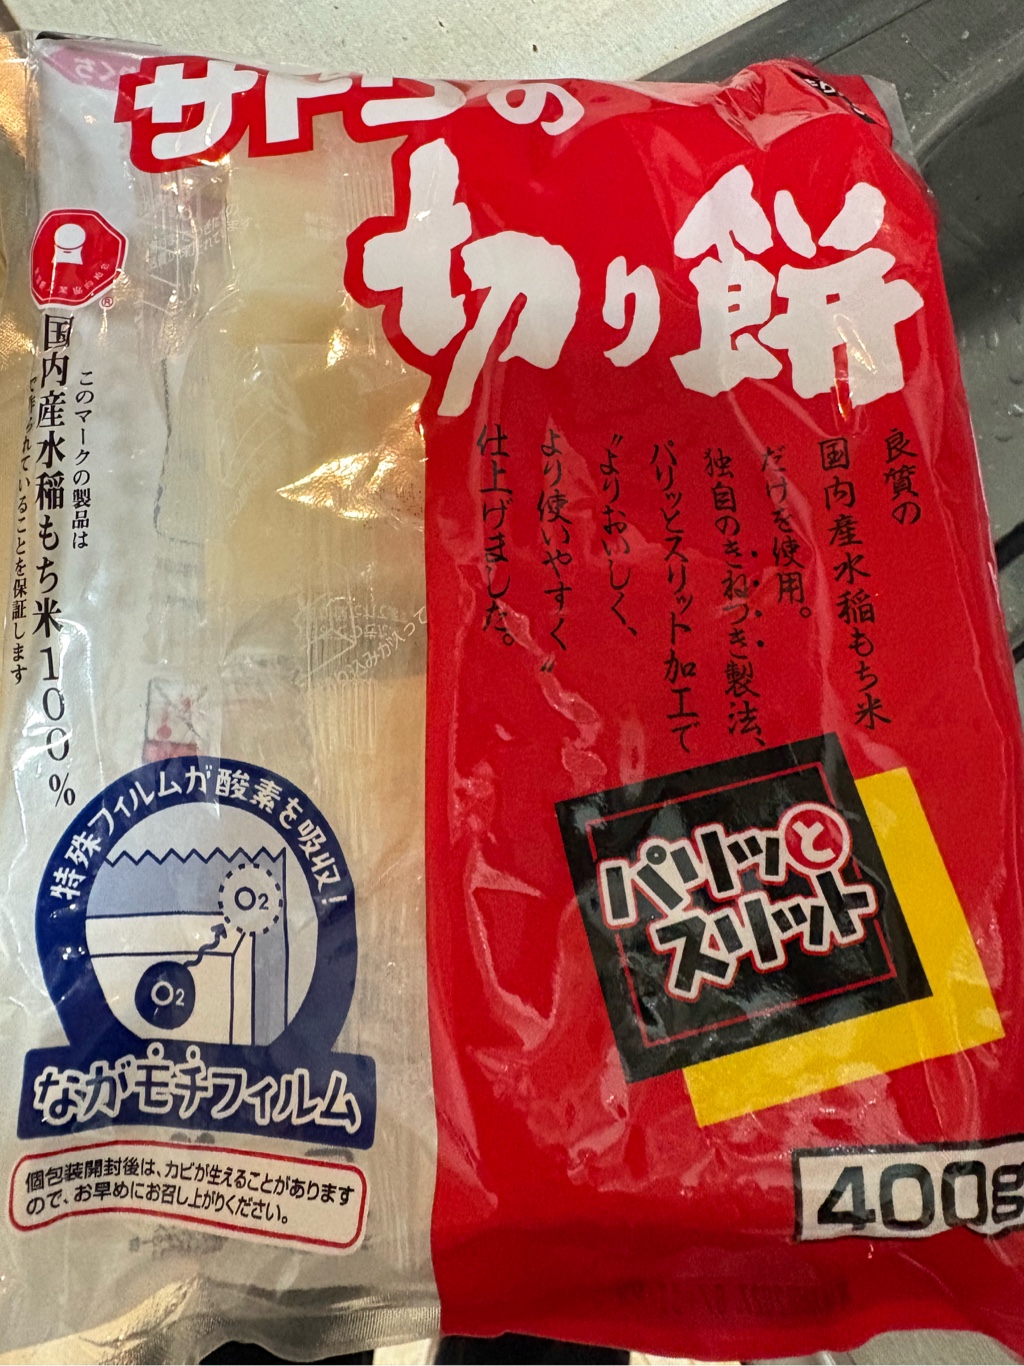 サトウの
切り餅
良質の
国内産水稲もち米
だけを使用。
独自のきねつき製法、
パリッとスリット加工で
〝よりおいしく、
より使いやすく〟
仕上げました。
このマークの製品は
国内産水稲もち米100%
で作られていることを保証します
パリッと
スリット
特殊フィルムが酸素を吸収!
O2
O2
ながモチフィルム
個包装開封後は、カビが生えることがあります
ので、お早めにお召し上がりください。
400g